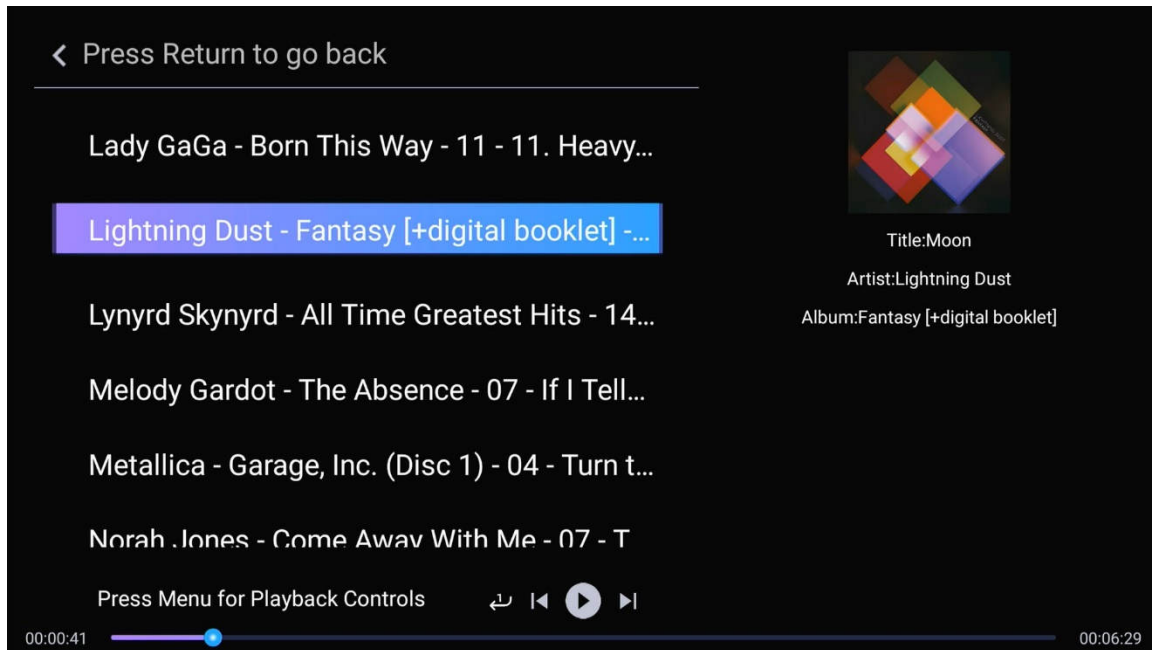 Press Return to go back
Lady GaGa - Born This Way - 11 - 11. Heavy...
Lightning Dust - Fantasy [+digital booklet] -...
Lynyrd Skynyrd - All Time Greatest Hits - 14...
Melody Gardot - The Absence - 07 - If I Tell...
Metallica - Garage, Inc. (Disc 1) - 04 - Turn t...
Norah Jones - Come Away With Me - 07 - T
Title:Moon
Artist:Lightning Dust
Album:Fantasy [+digital booklet]
Press Menu for Playback Controls
1
00:00:41
00:06:29